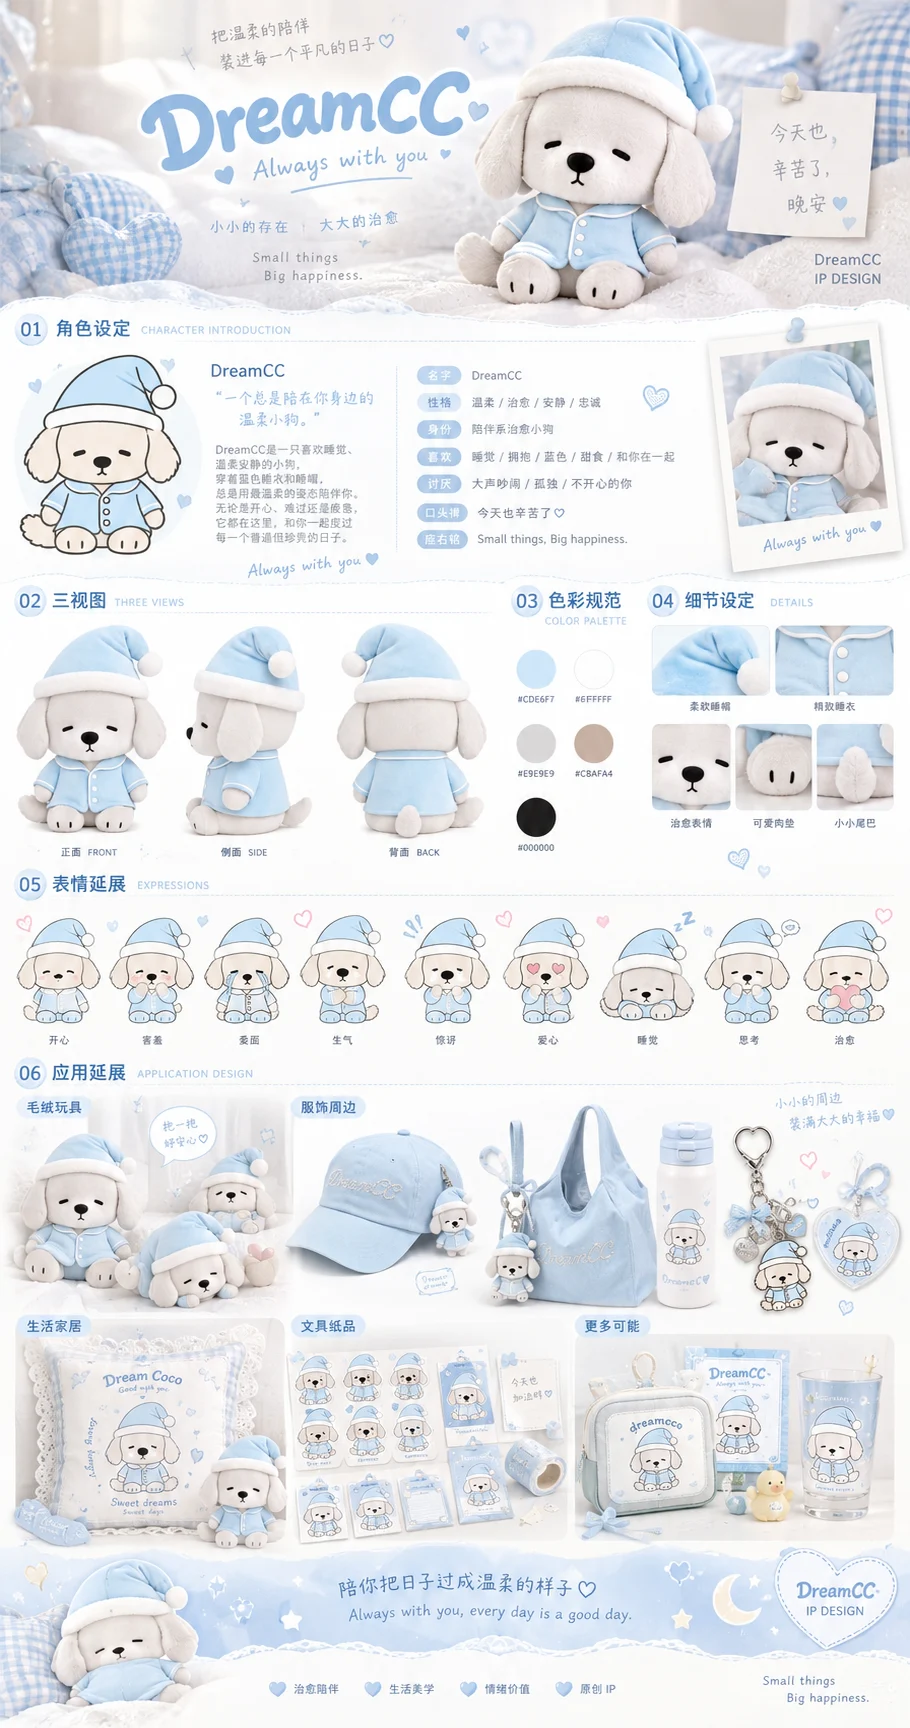 把温柔的陪伴
装进每一个平凡的日子
DreamCC
Always with you
小小的存在 | 大大的治愈
Small things
Big happiness.
今天也,
辛苦了,
晚安
DreamCC
IP DESIGN
01 角色设定 CHARACTER INTRODUCTION
DreamCC
“一个总是陪在你身边的
温柔小狗。”
DreamCC是一只喜欢睡觉、
温柔安静的小狗,
穿着蓝色睡衣和睡帽,
总是用最温柔的姿态陪伴你。
无论是开心、难过还是疲惫,
它都在这里, 和你一起度过
每一个普通但珍贵的日子。
Always with you
名字 DreamCC
性格 温柔 / 治愈 / 安静 / 忠诚
身份 陪伴系治愈小狗
喜欢 睡觉 / 拥抱 / 蓝色 / 甜食 / 和你在一起
讨厌 大声吵闹 / 孤独 / 不开心的你
口头禅 今天也辛苦了
座右铭 Small things, Big happiness.
Always with you
02 三视图 THREE VIEWS
正面 FRONT
侧面 SIDE
背面 BACK
03 色彩规范
COLOR PALETTE
#CDE6F7
#E9E9E9
#C8AFA4
#000000
04 细节设定 DETAILS
柔软睡帽
睡衣
治愈表情
可爱肉垫
小小尾巴
05 表情延展 EXPRESSIONS
zZ
开心
害羞
生气
惊讶
爱心
睡觉
思考
治愈
06 应用延展 APPLICATION DESIGN
毛绒玩具
抱一抱
好安心
服饰周边
DreamCC
小小的周边
装满大大的幸福
生活家居
Dream Coco
Sweet dreams
Sweet days
文具纸品
今天也
更多可能
dreamcco
DreamCC
Always with you
陪你把日子过成温柔的样子
Always with you, every day is a good day.
DreamCC
IP DESIGN
治愈陪伴
生活美学
情绪价值
原创 IP
Small things
Big happiness.